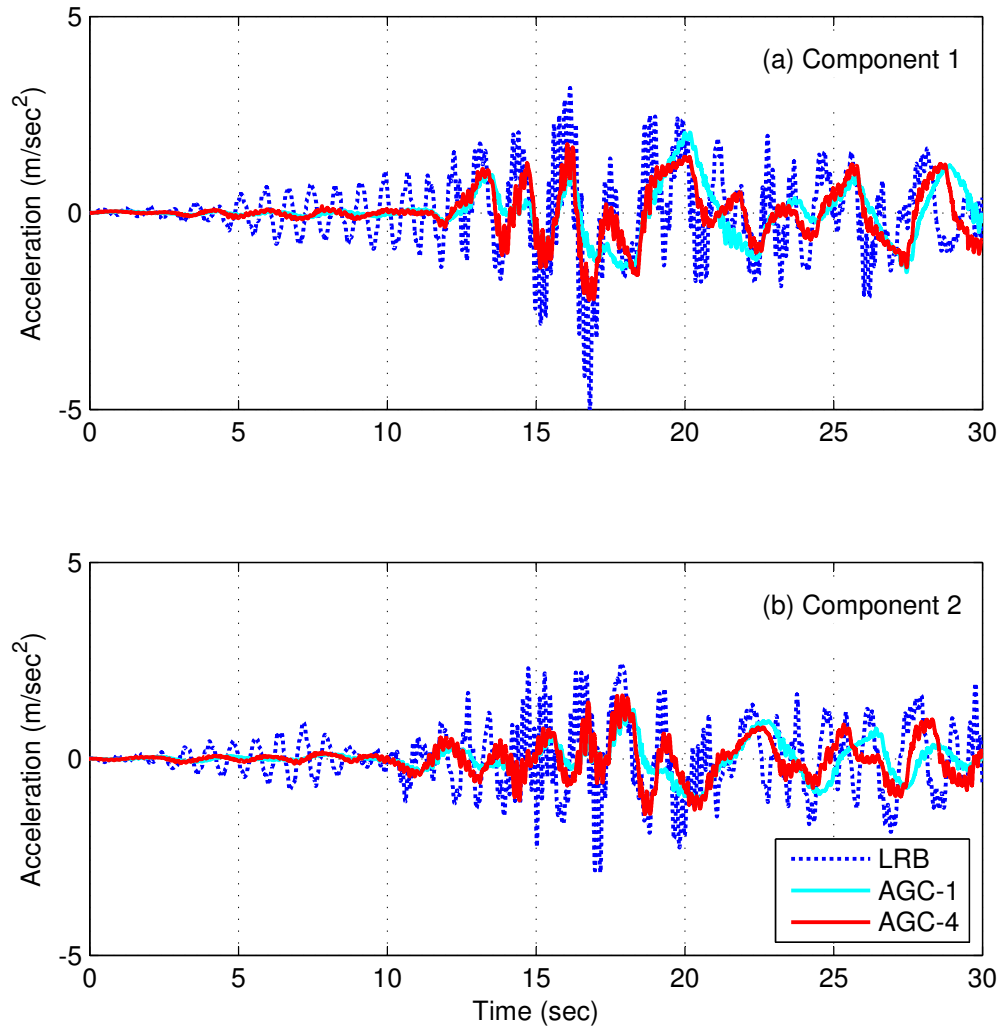 5
(a) Component 1
Acceleration (m/sec²)
0
-5
0 5 10 15 20 25 30
5
(b) Component 2
Acceleration (m/sec²)
0
LRB
AGC-1
AGC-4
-5
0 5 10 15 20 25 30
Time (sec)